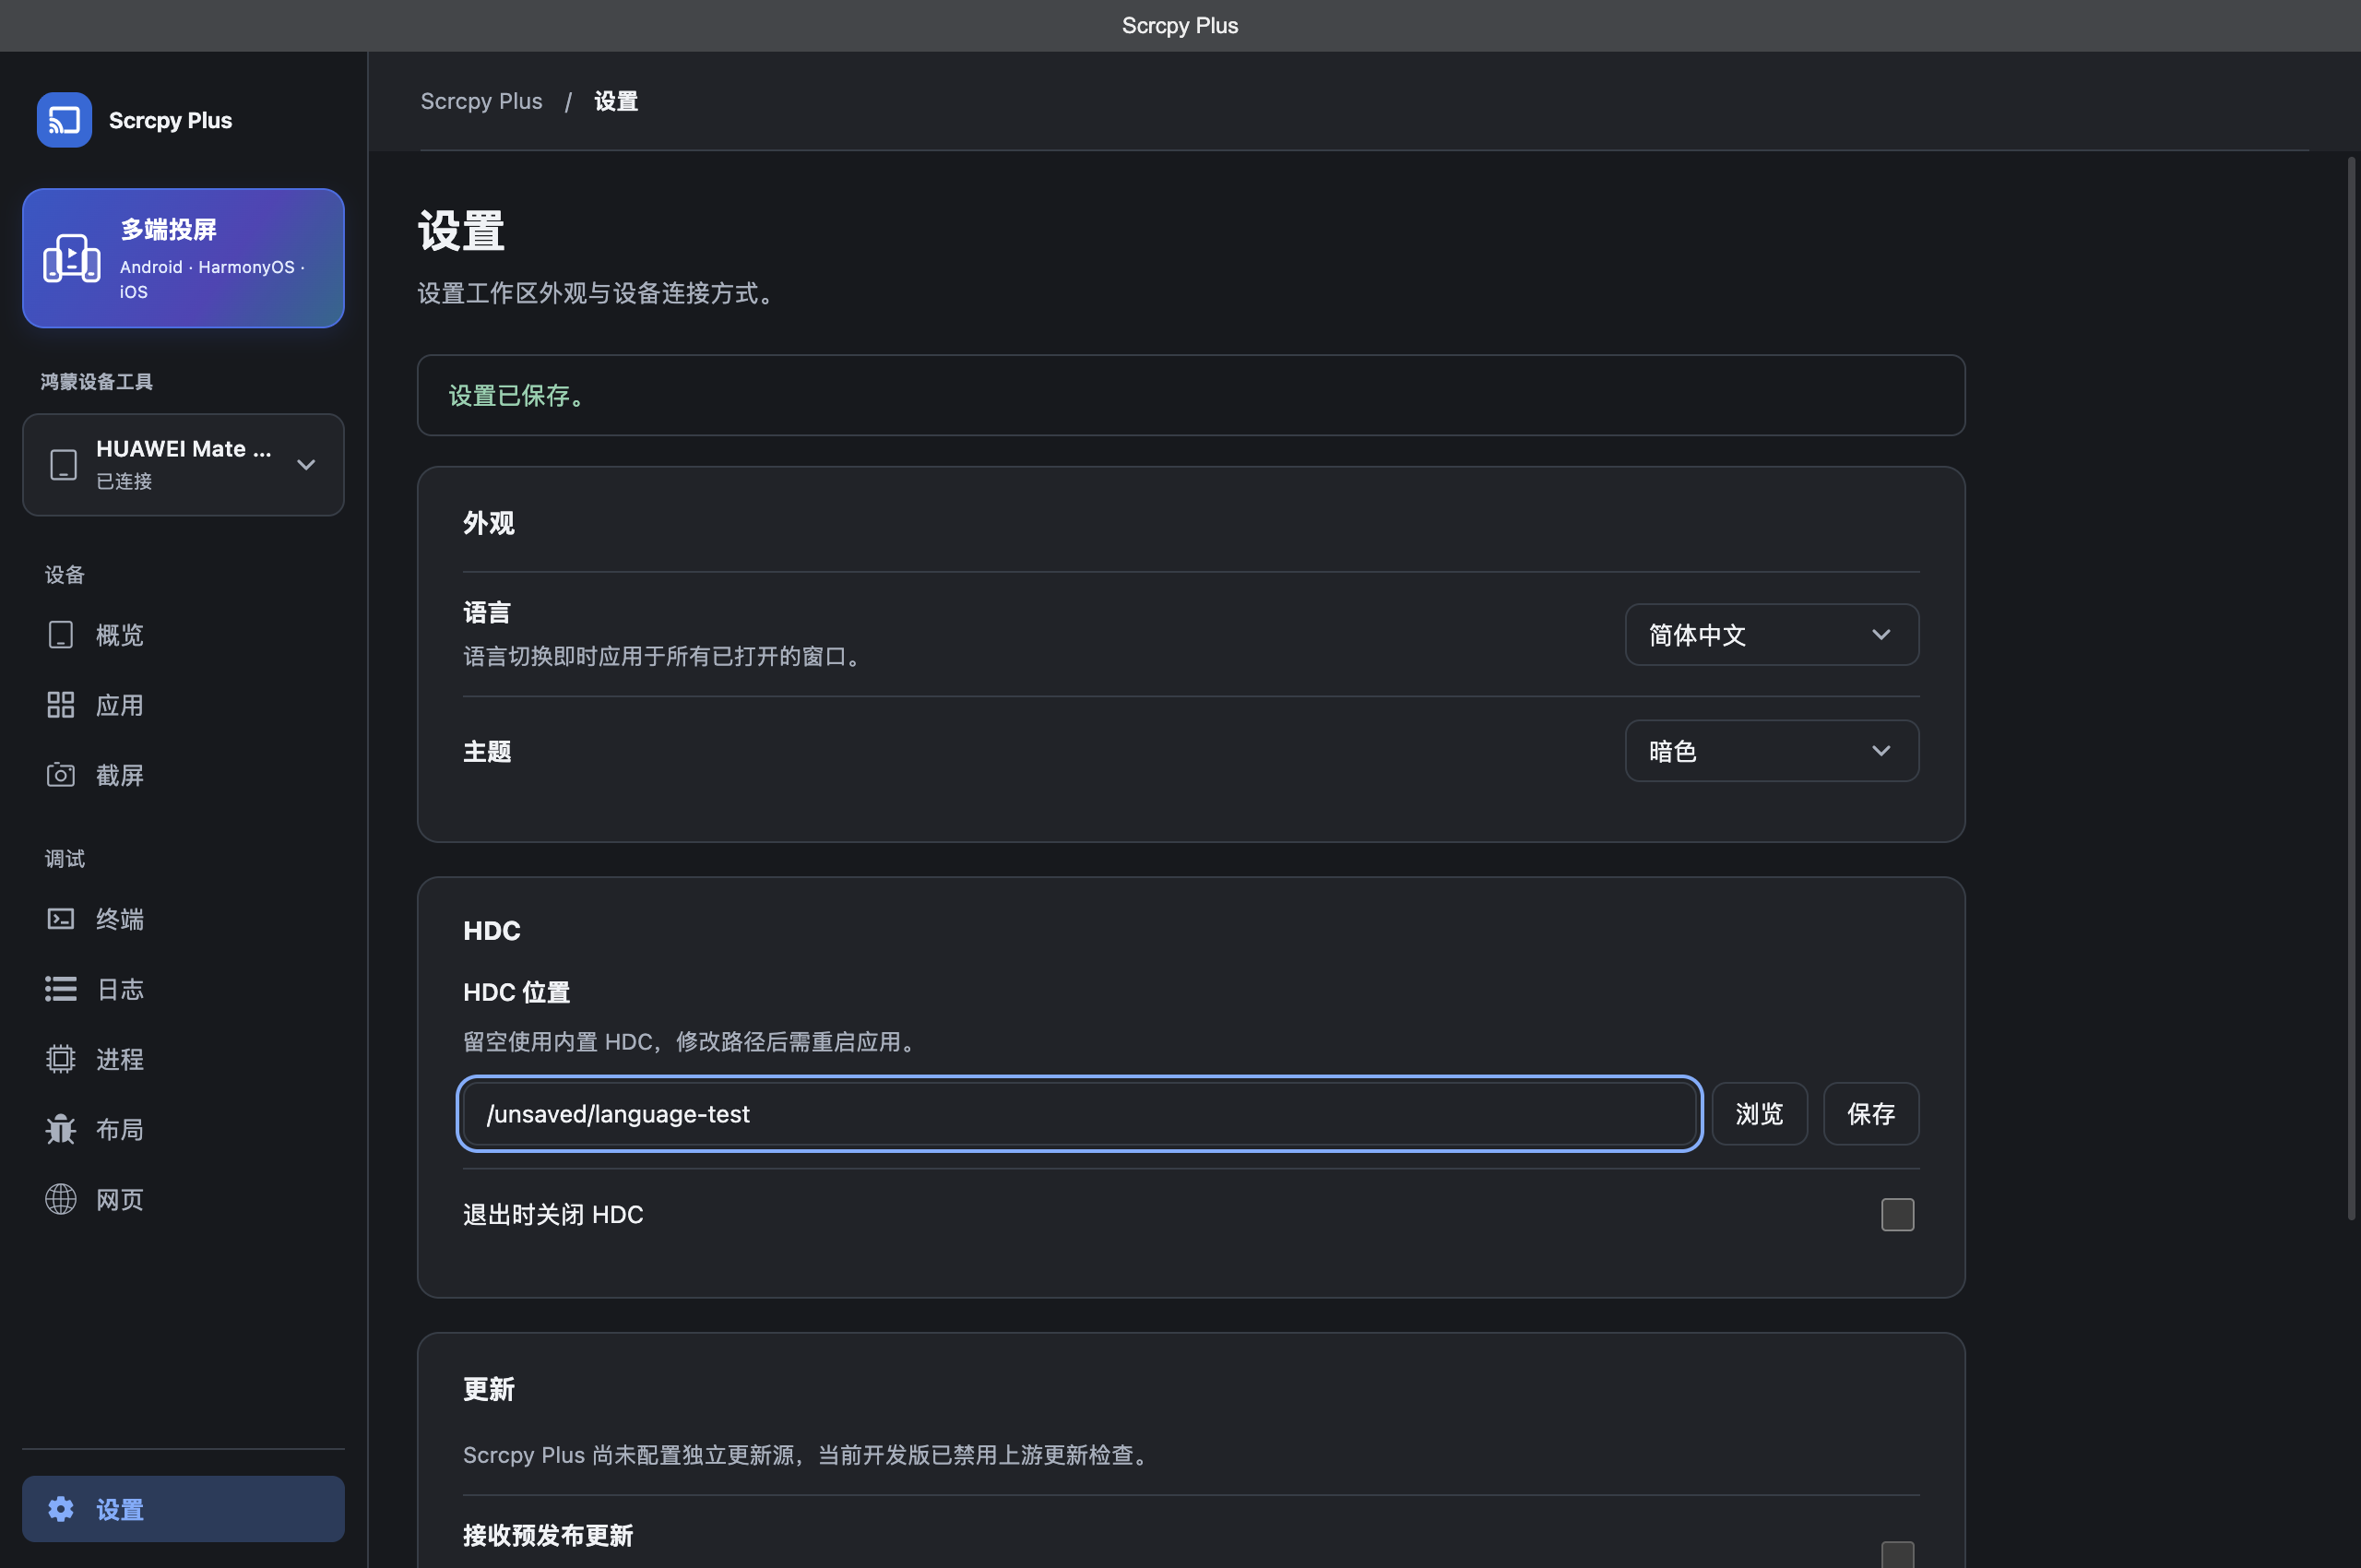 Scrcpy Plus
Scrcpy Plus
多端投屏
Android · HarmonyOS ·
iOS
鸿蒙设备工具
HUAWEI Mate ...
已连接
设备
概览
应用
截屏
调试
终端
日志
进程
布局
网页
设置
Scrcpy Plus / 设置
设置
设置工作区外观与设备连接方式。
设置已保存。
外观
语言
语言切换即时应用于所有已打开的窗口。
简体中文
主题
暗色
HDC
HDC 位置
留空使用内置 HDC，修改路径后需重启应用。
/unsaved/language-test
浏览
保存
退出时关闭 HDC
更新
Scrcpy Plus 尚未配置独立更新源，当前开发版已禁用上游更新检查。
接收预发布更新